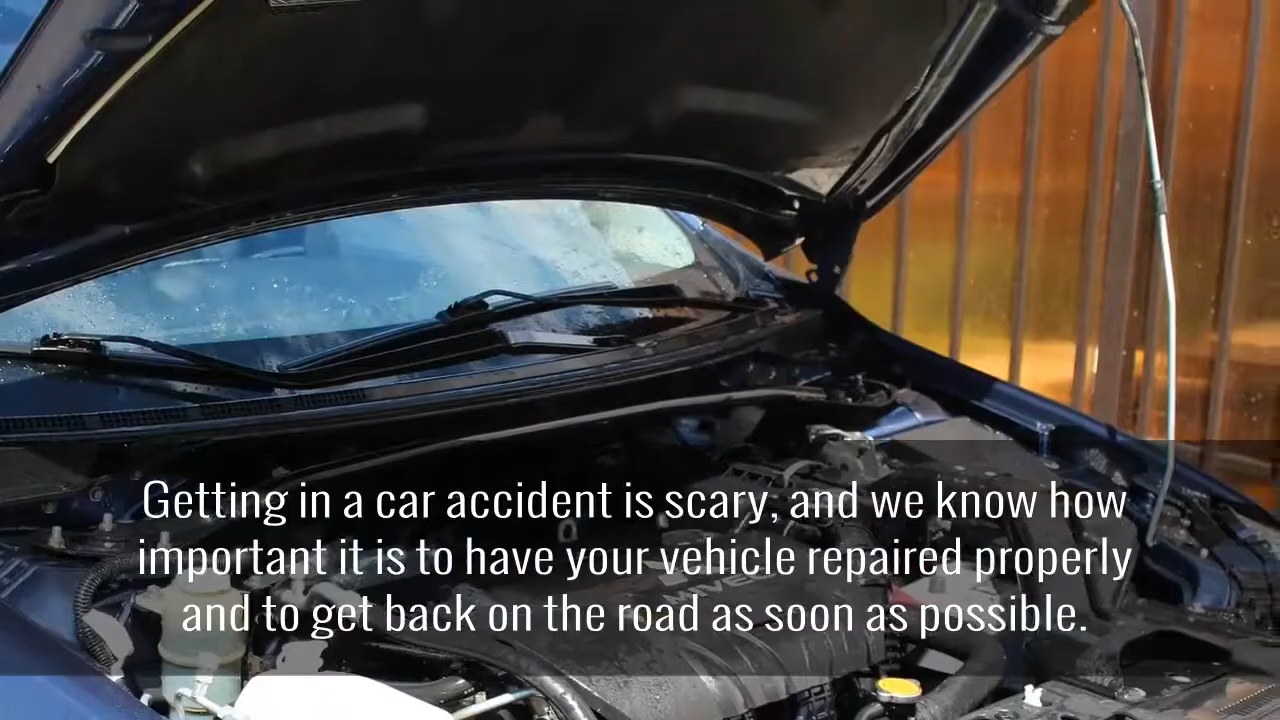 Getting in a car accident is scary, and we know how
important it is to have your vehicle repaired properly
and to get back on the road as soon as possible.